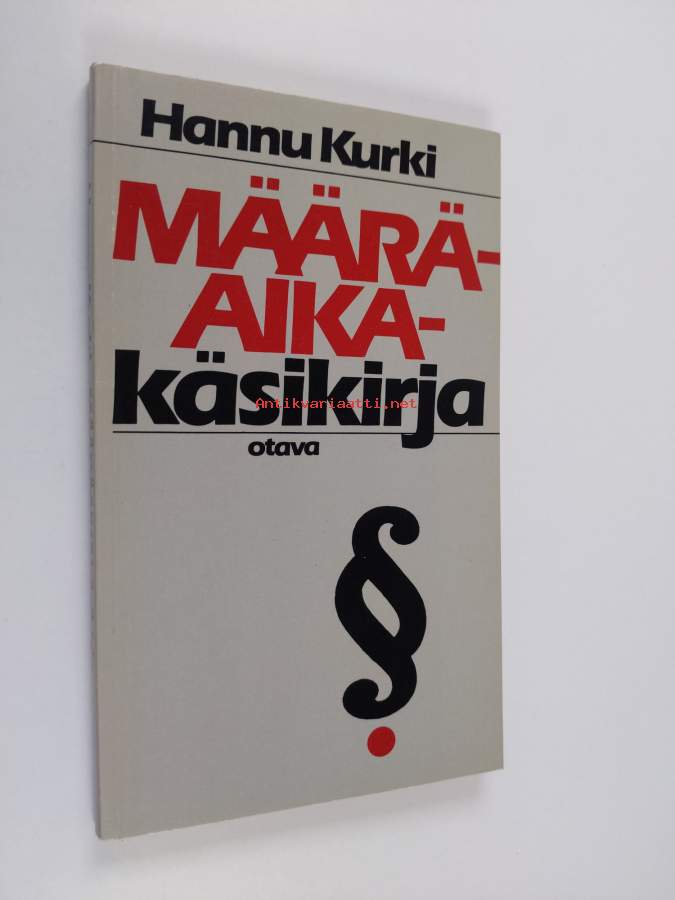 Hannu Kurki
MÄÄRÄ-
AIKA-
käsikirja
Antikvariaatti.net
otava
§